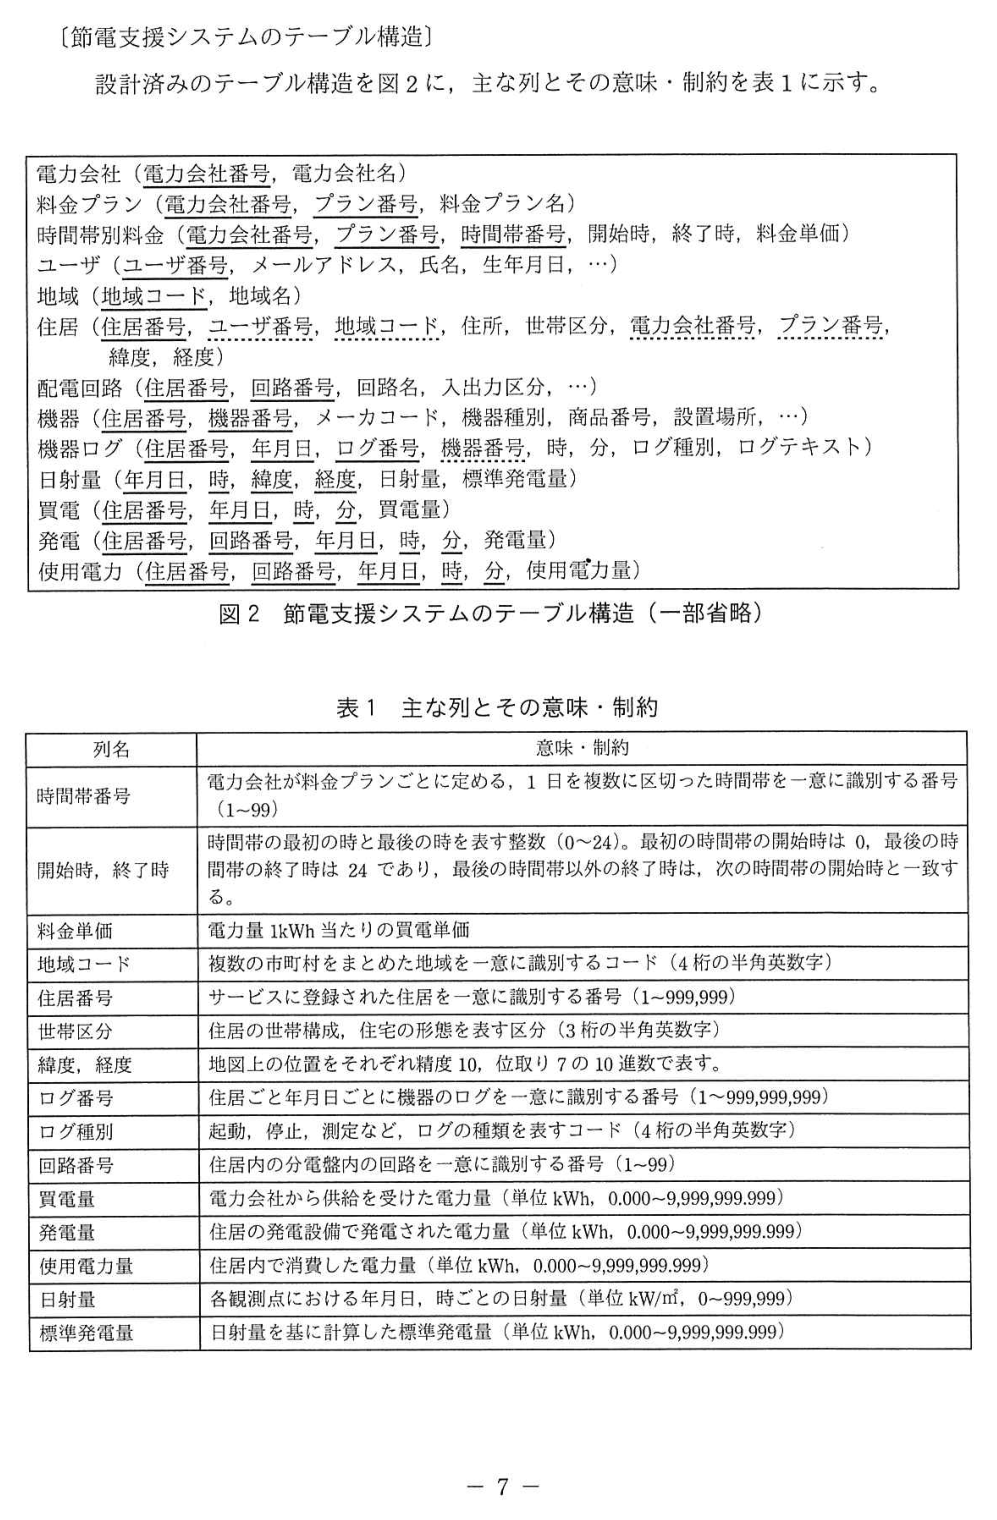 〔節電支援システムのテーブル構造〕
設計済みのテーブル構造を図2に，主な列とその意味・制約を表1に示す。
電力会社（電力会社番号，電力会社名）
料金プラン（電力会社番号，プラン番号，料金プラン名）
時間帯別料金（電力会社番号，プラン番号，時間帯番号，開始時，終了時，料金単価）
ユーザ（ユーザ番号，メールアドレス，氏名，生年月日，…）
地域（地域コード，地域名）
住居（住居番号，ユーザ番号，地域コード，住所，世帯区分，電力会社番号，プラン番号，
緯度，経度）
配電回路（住居番号，回路番号，回路名，入出力区分，…）
機器（住居番号，機器番号，メーカコード，機器種別，商品番号，設置場所，…）
機器ログ（住居番号，年月日，ログ番号，機器番号，時，分，ログ種別，ログテキスト）
日射量（年月日，時，緯度，経度，日射量，標準発電量）
買電（住居番号，年月日，時，分，買電量）
発電（住居番号，回路番号，年月日，時，分，発電量）
使用電力（住居番号，回路番号，年月日，時，分，使用電力量）
図2　節電支援システムのテーブル構造（一部省略）
表1　主な列とその意味・制約
列名　意味・制約
時間帯番号　電力会社が料金プランごとに定める，1 日を複数に区切った時間帯を一意に識別する番号
（1~99）
開始時，終了時　時間帯の最初の時と最後の時を表す整数（0～24）。最初の時間帯の開始時は 0，最後の時
間帯の終了時は 24 であり，最後の時間帯以外の終了時は，次の時間帯の開始時と一致す
る。
料金単価　電力量 1kWh 当たりの買電単価
地域コード　複数の市町村をまとめた地域を一意に識別するコード（4 桁の半角英数字）
住居番号　サービスに登録された住居を一意に識別する番号（1~999,999）
世帯区分　住居の世帯構成，住宅の形態を表す区分（3 桁の半角英数字）
緯度，経度　地図上の位置をそれぞれ精度 10，位取り 7 の 10 進数で表す。
ログ番号　住居ごと年月日ごとに機器のログを一意に識別する番号（1～999,999,999）
ログ種別　起動，停止，測定など，ログの種類を表すコード（4 桁の半角英数字）
回路番号　住居内の分電盤内の回路を一意に識別する番号（1~99）
買電量　電力会社から供給を受けた電力量（単位 kWh，0.000~9,999,999.999）
発電量　住居の発電設備で発電された電力量（単位 kWh，0.000~9,999,999.999）
使用電力量　住居内で消費した電力量（単位 kWh，0.000~9,999,999.999）
日射量　各観測点における年月日，時ごとの日射量（単位 kW/㎡，0~999,999）
標準発電量　日射量を基に計算した標準発電量（単位 kWh，0.000~9,999,999.999）
－ 7 －